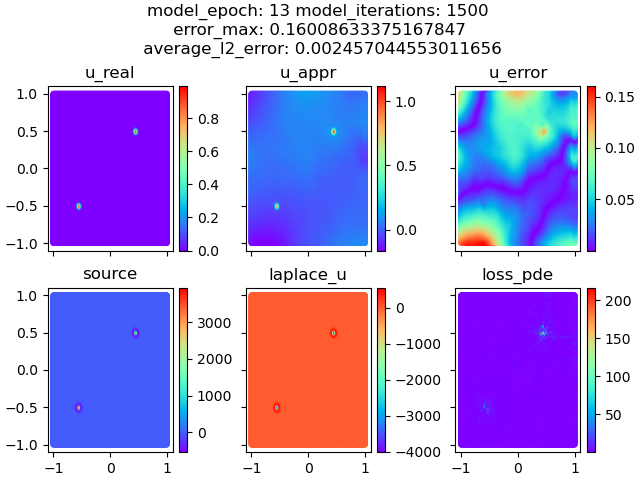 model_epoch: 13 model_iterations: 1500
error_max: 0.16008633375167847
average_l2_error: 0.002457044553011656
u_real
u_appr
u_error
1.0
0.5
0.0
−0.5
−1.0
0.8
0.6
0.4
0.2
0.0
1.0
0.5
0.0
0.15
0.10
0.05
source
laplace_u
loss_pde
1.0
0.5
0.0
−0.5
−1.0
3000
2000
1000
0
0
−1000
−2000
−3000
−4000
200
150
100
50
−1 0 1
−1 0 1
−1 0 1